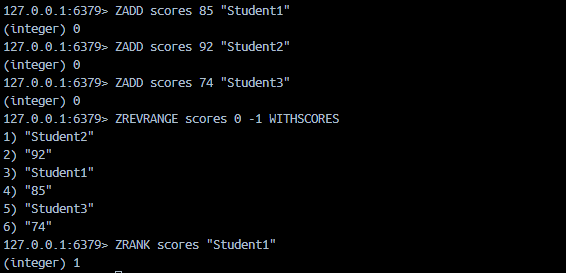 127.0.0.1:6379> ZADD scores 85 "Student1"
(integer) 0
127.0.0.1:6379> ZADD scores 92 "Student2"
(integer) 0
127.0.0.1:6379> ZADD scores 74 "Student3"
(integer) 0
127.0.0.1:6379> ZREVRANGE scores 0 -1 WITHSCORES
1) "Student2"
2) "92"
3) "Student1"
4) "85"
5) "Student3"
6) "74"
127.0.0.1:6379> ZRANK scores "Student1"
(integer) 1